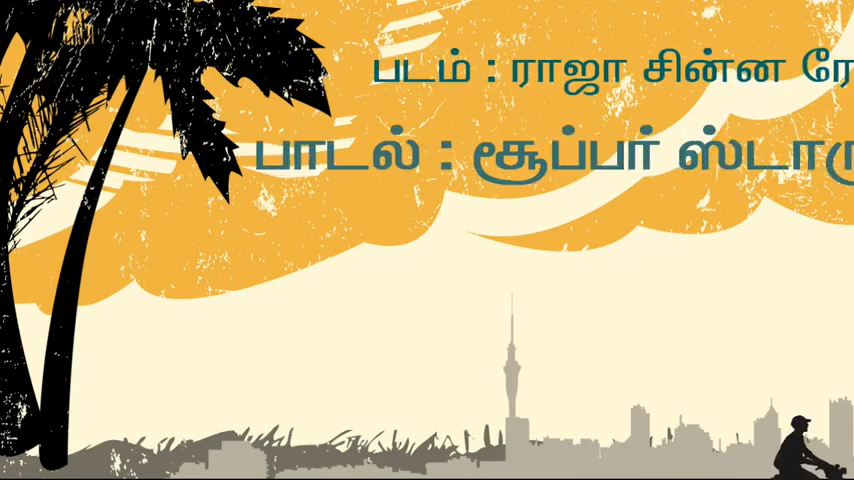 படம் : ராஜா சின்ன
பாடல் : சூப்பர்